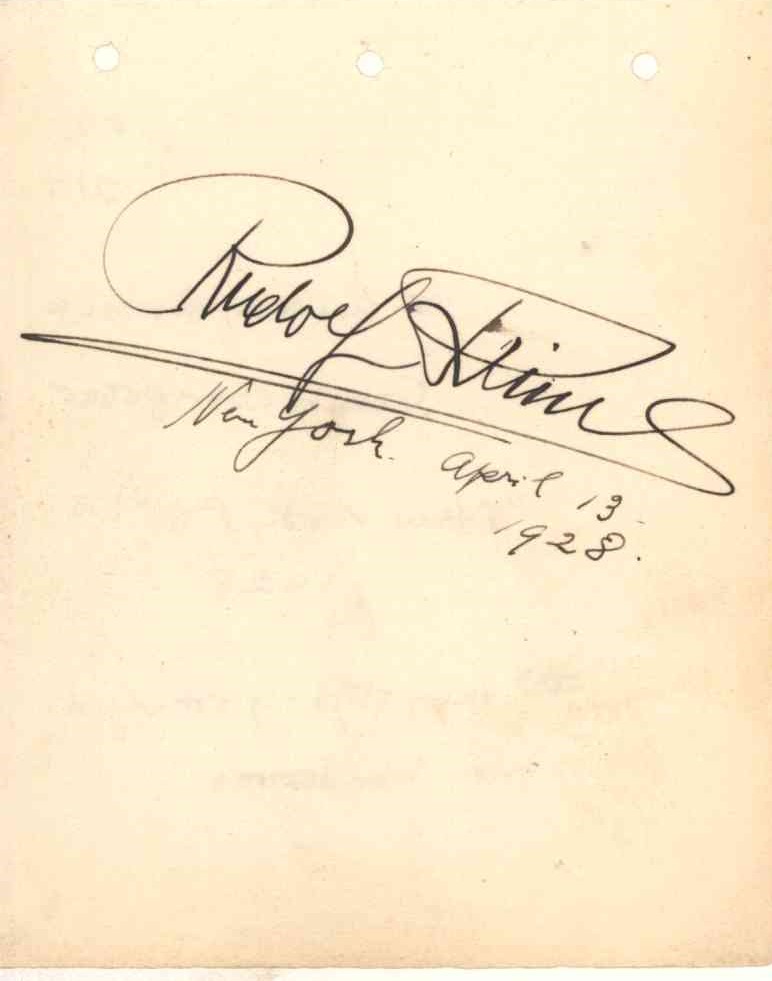 Rudolf Friml
New York. April 13
1928.